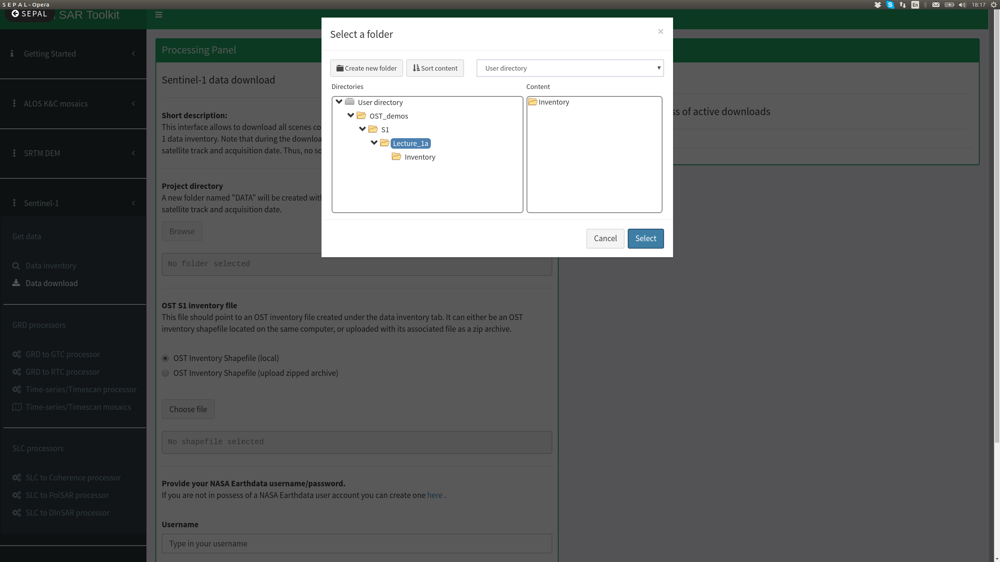 S E P A L - Opera
En
18:17
SEPAL
SAR Toolkit
Getting Started
ALOS K&C mosaics
SRTM DEM
Sentinel-1
Get data
Data inventory
Data download
GRD processors
GRD to GTC processor
GRD to RTC processor
Time-series/Timescan processor
Time-series/Timescan mosaics
SLC processors
SLC to Coherence processor
SLC to PolSAR processor
SLC to DInSAR processor
Processing Panel
Sentinel-1 data download
Short description:
This interface allows to download all scenes
1 data inventory. Note that during the
satellite track and acquisition date. Thus, no
Project directory
A new folder named "DATA" will be created
satellite track and acquisition date.
Browse
No folder selected
OST S1 inventory file
This file should point to an OST inventory file created under the data inventory tab. It can either be an OST
inventory shapefile located on the same computer, or uploaded with its associated file as a zip archive.
OST Inventory Shapefile (local)
OST Inventory Shapefile (upload zipped archive)
Choose file
No shapefile selected
Provide your NASA Earthdata username/password.
If you are not in possess of a NASA Earthdata user account you can create one here .
Username
Type in your username
of active downloads
Select a folder
×
Create new folder
Sort content
User directory
Directories
Content
User directory
OST_demos
S1
Lecture_1a
Inventory
Inventory
Cancel
Select